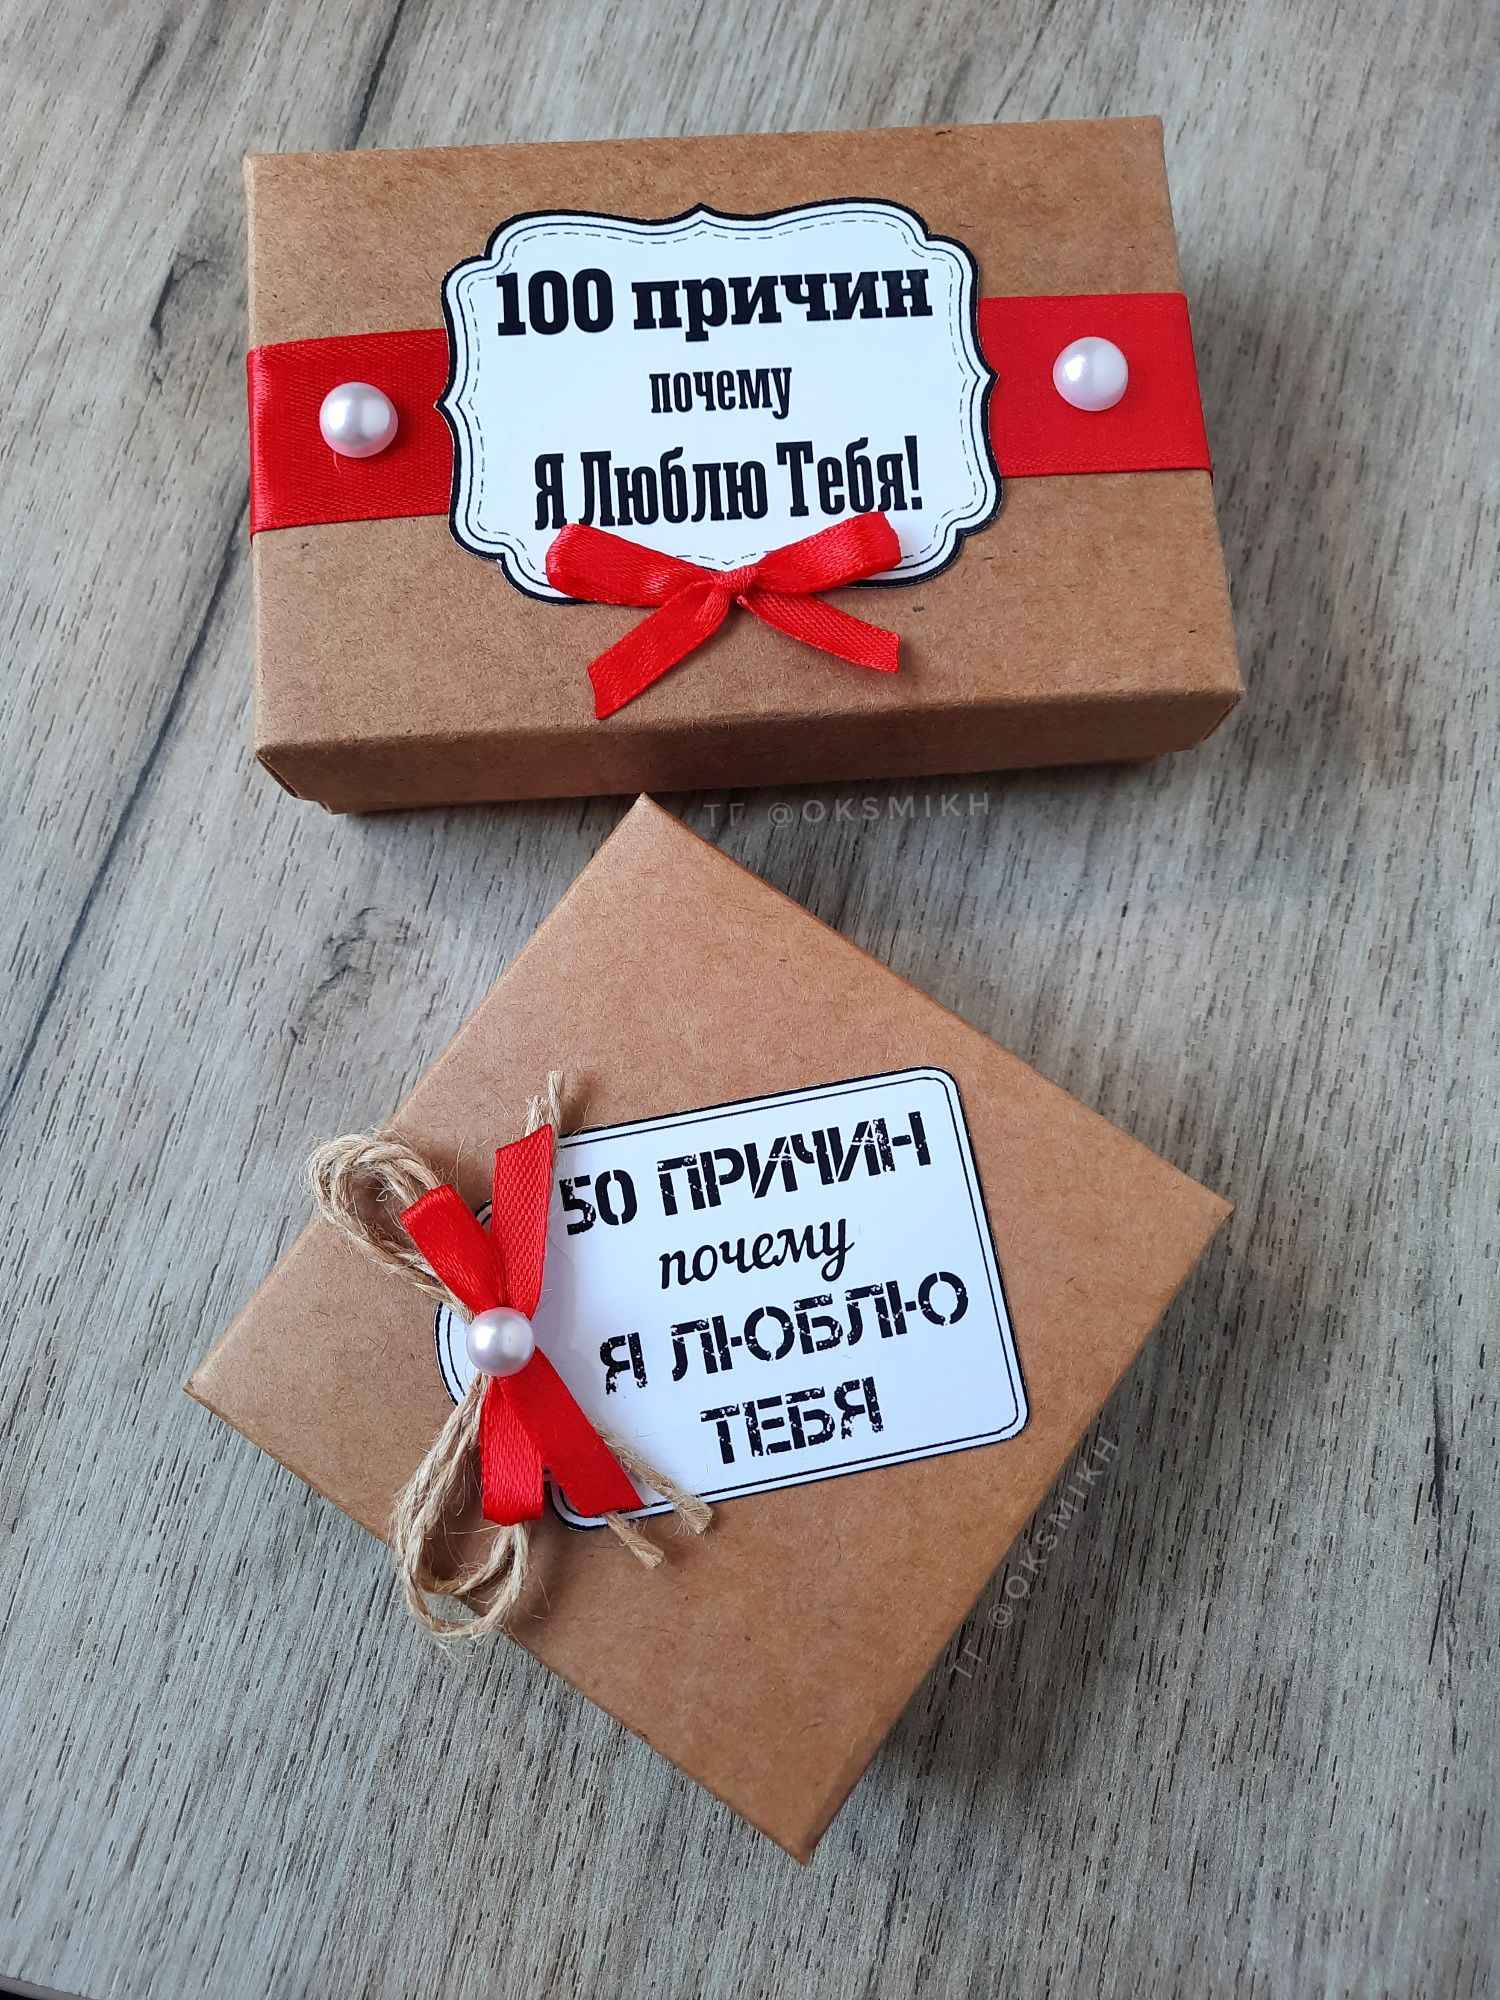 100 причин
почему
Я Люблю Тебя!
ТГ @OKSMIKH
50 ПРИЧИН
почему
Я ЛЮБЛЮ
ТЕБЯ
ТГ @OKSMIKH